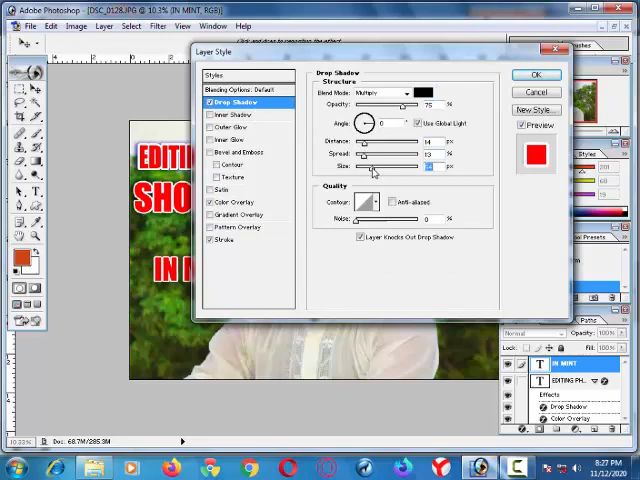 Adobe Photoshop - [DSC_0128.JPG @ 10.3% (IN MINT, RGB)]
File Edit Image Layer Select Filter View Window Help
Layer Style
Styles
Blending Options: Default
Drop Shadow
Inner Shadow
Outer Glow
Inner Glow
Bevel and Emboss
Contour
Texture
Satin
Color Overlay
Gradient Overlay
Pattern Overlay
Stroke
Drop Shadow
Structure
Blend Mode: Multiply
Opacity: 75 %
Angle: 0 ° Use Global Light
Distance: 14 px
Spread: 13 %
Size: px
Quality
Contour: Anti-aliased
Noise: 0 %
Layer Knocks Out Drop Shadow
OK
Cancel
New Style...
Preview
EDITIN
SHO
IN M
Brushes
Styles
Tool Presets
Paths
Normal Opacity: 100%
Lock: Fill: 100%
IN MINT
EDITING PH...
Effects
Drop Shadow
Color Overlay
10.33% Doc: 68.7M/285.3M
8:27 PM
11/12/2020